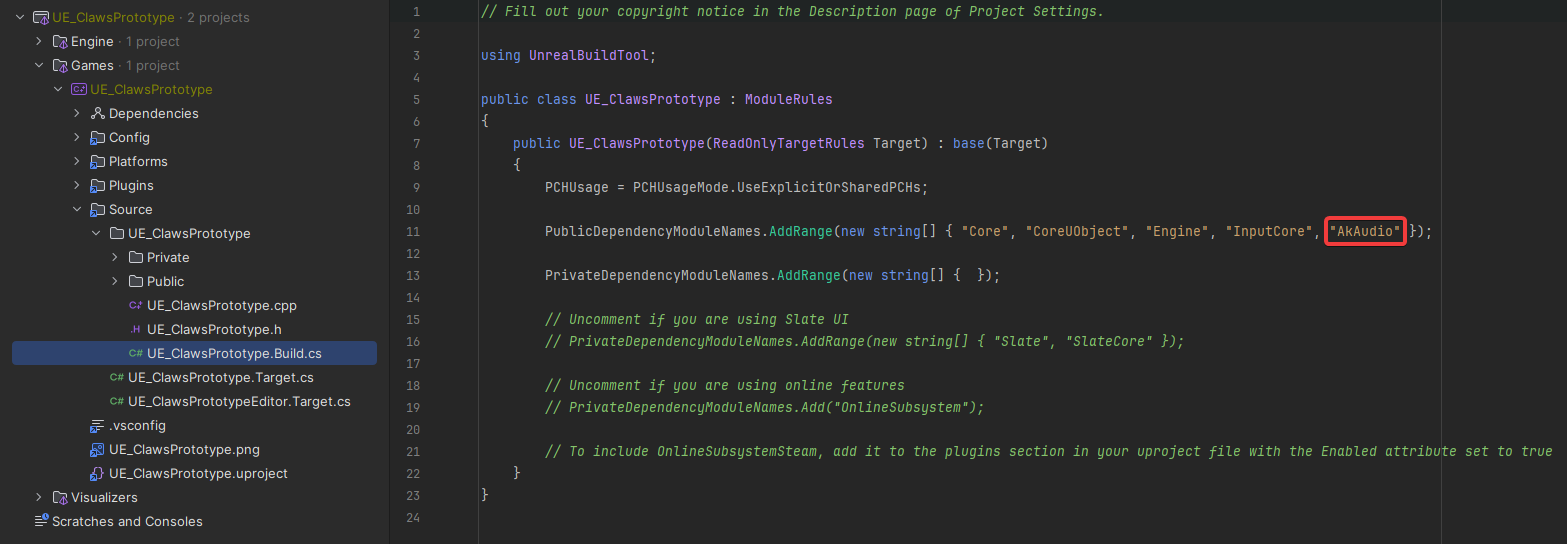 UE_ClawsPrototype · 2 projects
Engine · 1 project
Games · 1 project
UE_ClawsPrototype
Dependencies
Config
Platforms
Plugins
Source
UE_ClawsPrototype
Private
Public
UE_ClawsPrototype.cpp
.H UE_ClawsPrototype.h
C# UE_ClawsPrototype.Build.cs
C# UE_ClawsPrototype.Target.cs
C# UE_ClawsPrototypeEditor.Target.cs
.vsconfig
UE_ClawsPrototype.png
UE_ClawsPrototype.uproject
Visualizers
Scratches and Consoles
1 // Fill out your copyright notice in the Description page of Project Settings.
2
3 using UnrealBuildTool;
4
5 public class UE_ClawsPrototype : ModuleRules
6 {
7 public UE_ClawsPrototype(ReadOnlyTargetRules Target) : base(Target)
8 {
9 PCHUsage = PCHUsageMode.UseExplicitOrSharedPCHs;
10
11 PublicDependencyModuleNames.AddRange(new string[] { "Core", "CoreUObject", "Engine", "InputCore", "AkAudio" });
12
13 PrivateDependencyModuleNames.AddRange(new string[] {  });
14
15 // Uncomment if you are using Slate UI
16 // PrivateDependencyModuleNames.AddRange(new string[] { "Slate", "SlateCore" });
17
18 // Uncomment if you are using online features
19 // PrivateDependencyModuleNames.Add("OnlineSubsystem");
20
21 // To include OnlineSubsystemSteam, add it to the plugins section in your uproject file with the Enabled attribute set to true
22 }
23 }
24